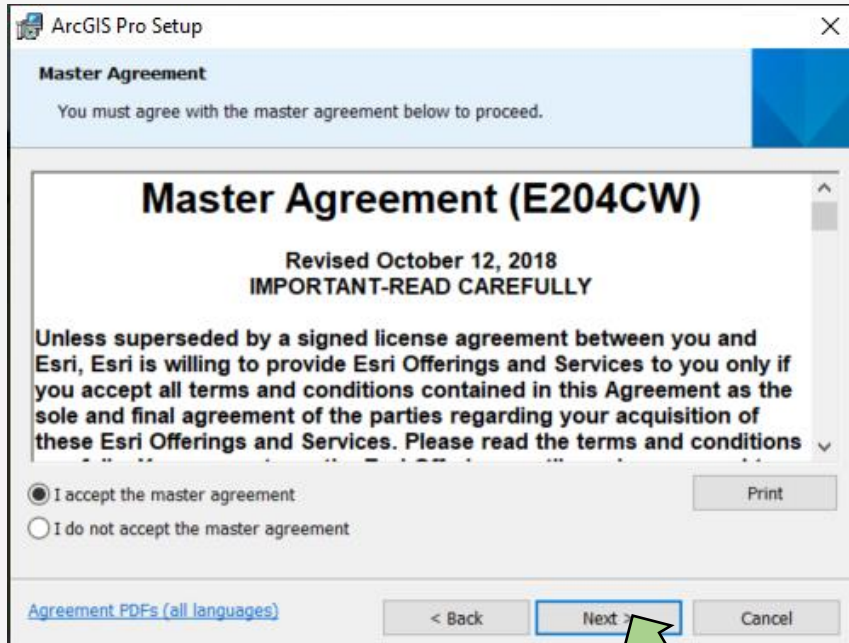 ArcGIS Pro Setup
Master Agreement
You must agree with the master agreement below to proceed.
Master Agreement (E204CW)
Revised October 12, 2018
IMPORTANT-READ CAREFULLY
Unless superseded by a signed license agreement between you and
Esri, Esri is willing to provide Esri Offerings and Services to you only if
you accept all terms and conditions contained in this Agreement as the
sole and final agreement of the parties regarding your acquisition of
these Esri Offerings and Services. Please read the terms and conditions
I accept the master agreement
Print
I do not accept the master agreement
Agreement PDFs (all languages)
< Back
Next >
Cancel